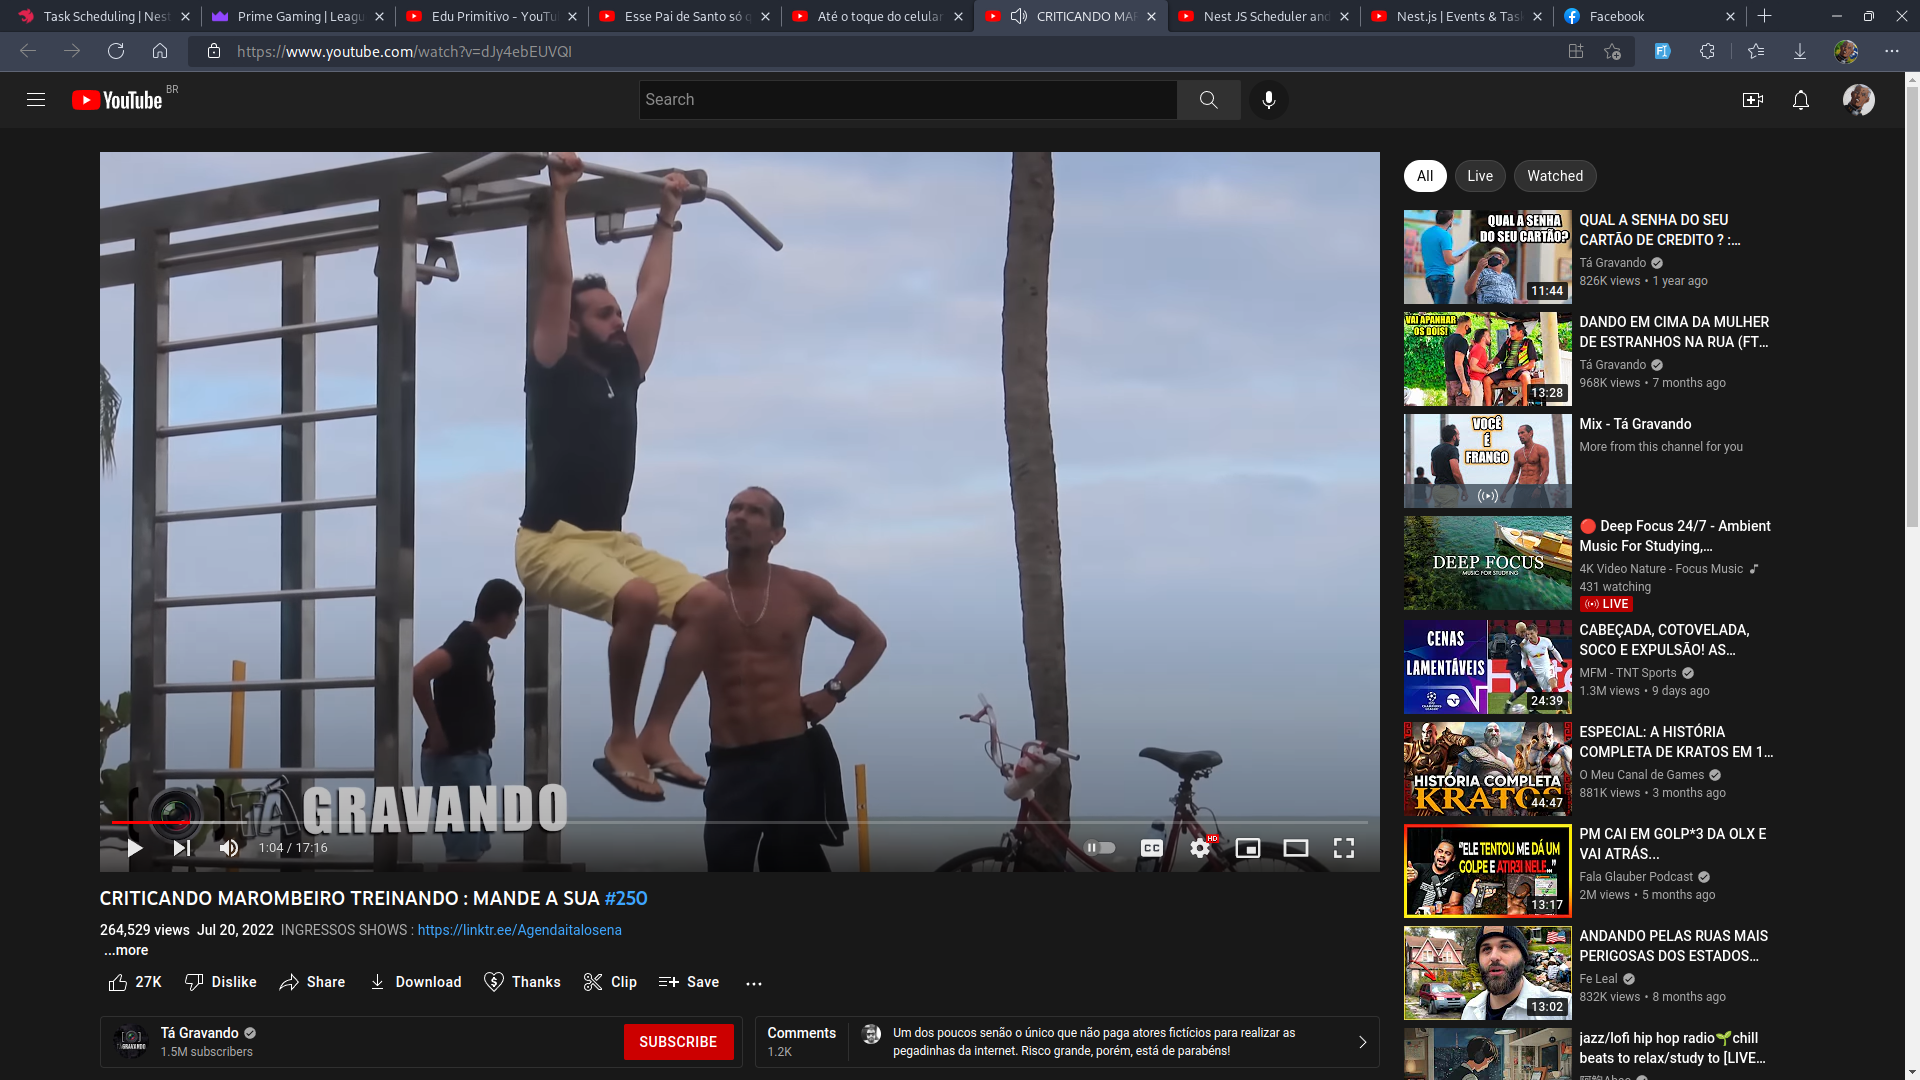 Task Scheduling | Nest
Prime Gaming | Leagu
Edu Primitivo - YouTu
Esse Pai de Santo só q
Até o toque do celular
CRITICANDO MAR
Nest JS Scheduler and
Nest.js | Events & Tas
Facebook
https://www.youtube.com/watch?v=dJy4ebEUVQI
YouTube BR
Search
TÁ GRAVANDO
1:04 / 17:16
CC
HD
CRITICANDO MAROMBEIRO TREINANDO : MANDE A SUA #250
264,529 views Jul 20, 2022 INGRESSOS SHOWS : https://linktr.ee/Agendaitalosena
...more
27K
Dislike
Share
Download
Thanks
Clip
Save
Tá Gravando
1.5M subscribers
SUBSCRIBE
Comments
1.2K
Um dos poucos senão o único que não paga atores fictícios para realizar as
pegadinhas da internet. Risco grande, porém, está de parabéns!
All
Live
Watched
QUAL A SENHA
DO SEU CARTÃO?
11:44
QUAL A SENHA DO SEU
CARTÃO DE CREDITO ? :...
Tá Gravando
826K views • 1 year ago
VAI APANHAR
OS DOIS!
13:28
DANDO EM CIMA DA MULHER
DE ESTRANHOS NA RUA (FT...
Tá Gravando
968K views • 7 months ago
VOCÊ
É
FRANGO
Mix - Tá Gravando
More from this channel for you
DEEP FOCUS
MUSIC FOR STUDYING
🔴 Deep Focus 24/7 - Ambient
Music For Studying,...
4K Video Nature - Focus Music
431 watching
LIVE
CENAS
LAMENTÁVEIS
24:39
CABEÇADA, COTOVELADA,
SOCO E EXPULSÃO! AS...
MFM - TNT Sports
1.3M views • 9 days ago
HISTÓRIA COMPLETA
KRATOS
44:47
ESPECIAL: A HISTÓRIA
COMPLETA DE KRATOS EM 1...
O Meu Canal de Games
881K views • 3 months ago
"ELE TENTOU ME DÁ UM
GOLPE E ATIR3I NELE..."
13:17
PM CAI EM GOLP*3 DA OLX E
VAI ATRÁS...
Fala Glauber Podcast
2M views • 5 months ago
13:02
ANDANDO PELAS RUAS MAIS
PERIGOSAS DOS ESTADOS...
Fe Leal
832K views • 8 months ago
jazz/lofi hip hop radio🌱chill
beats to relax/study to [LIVE...